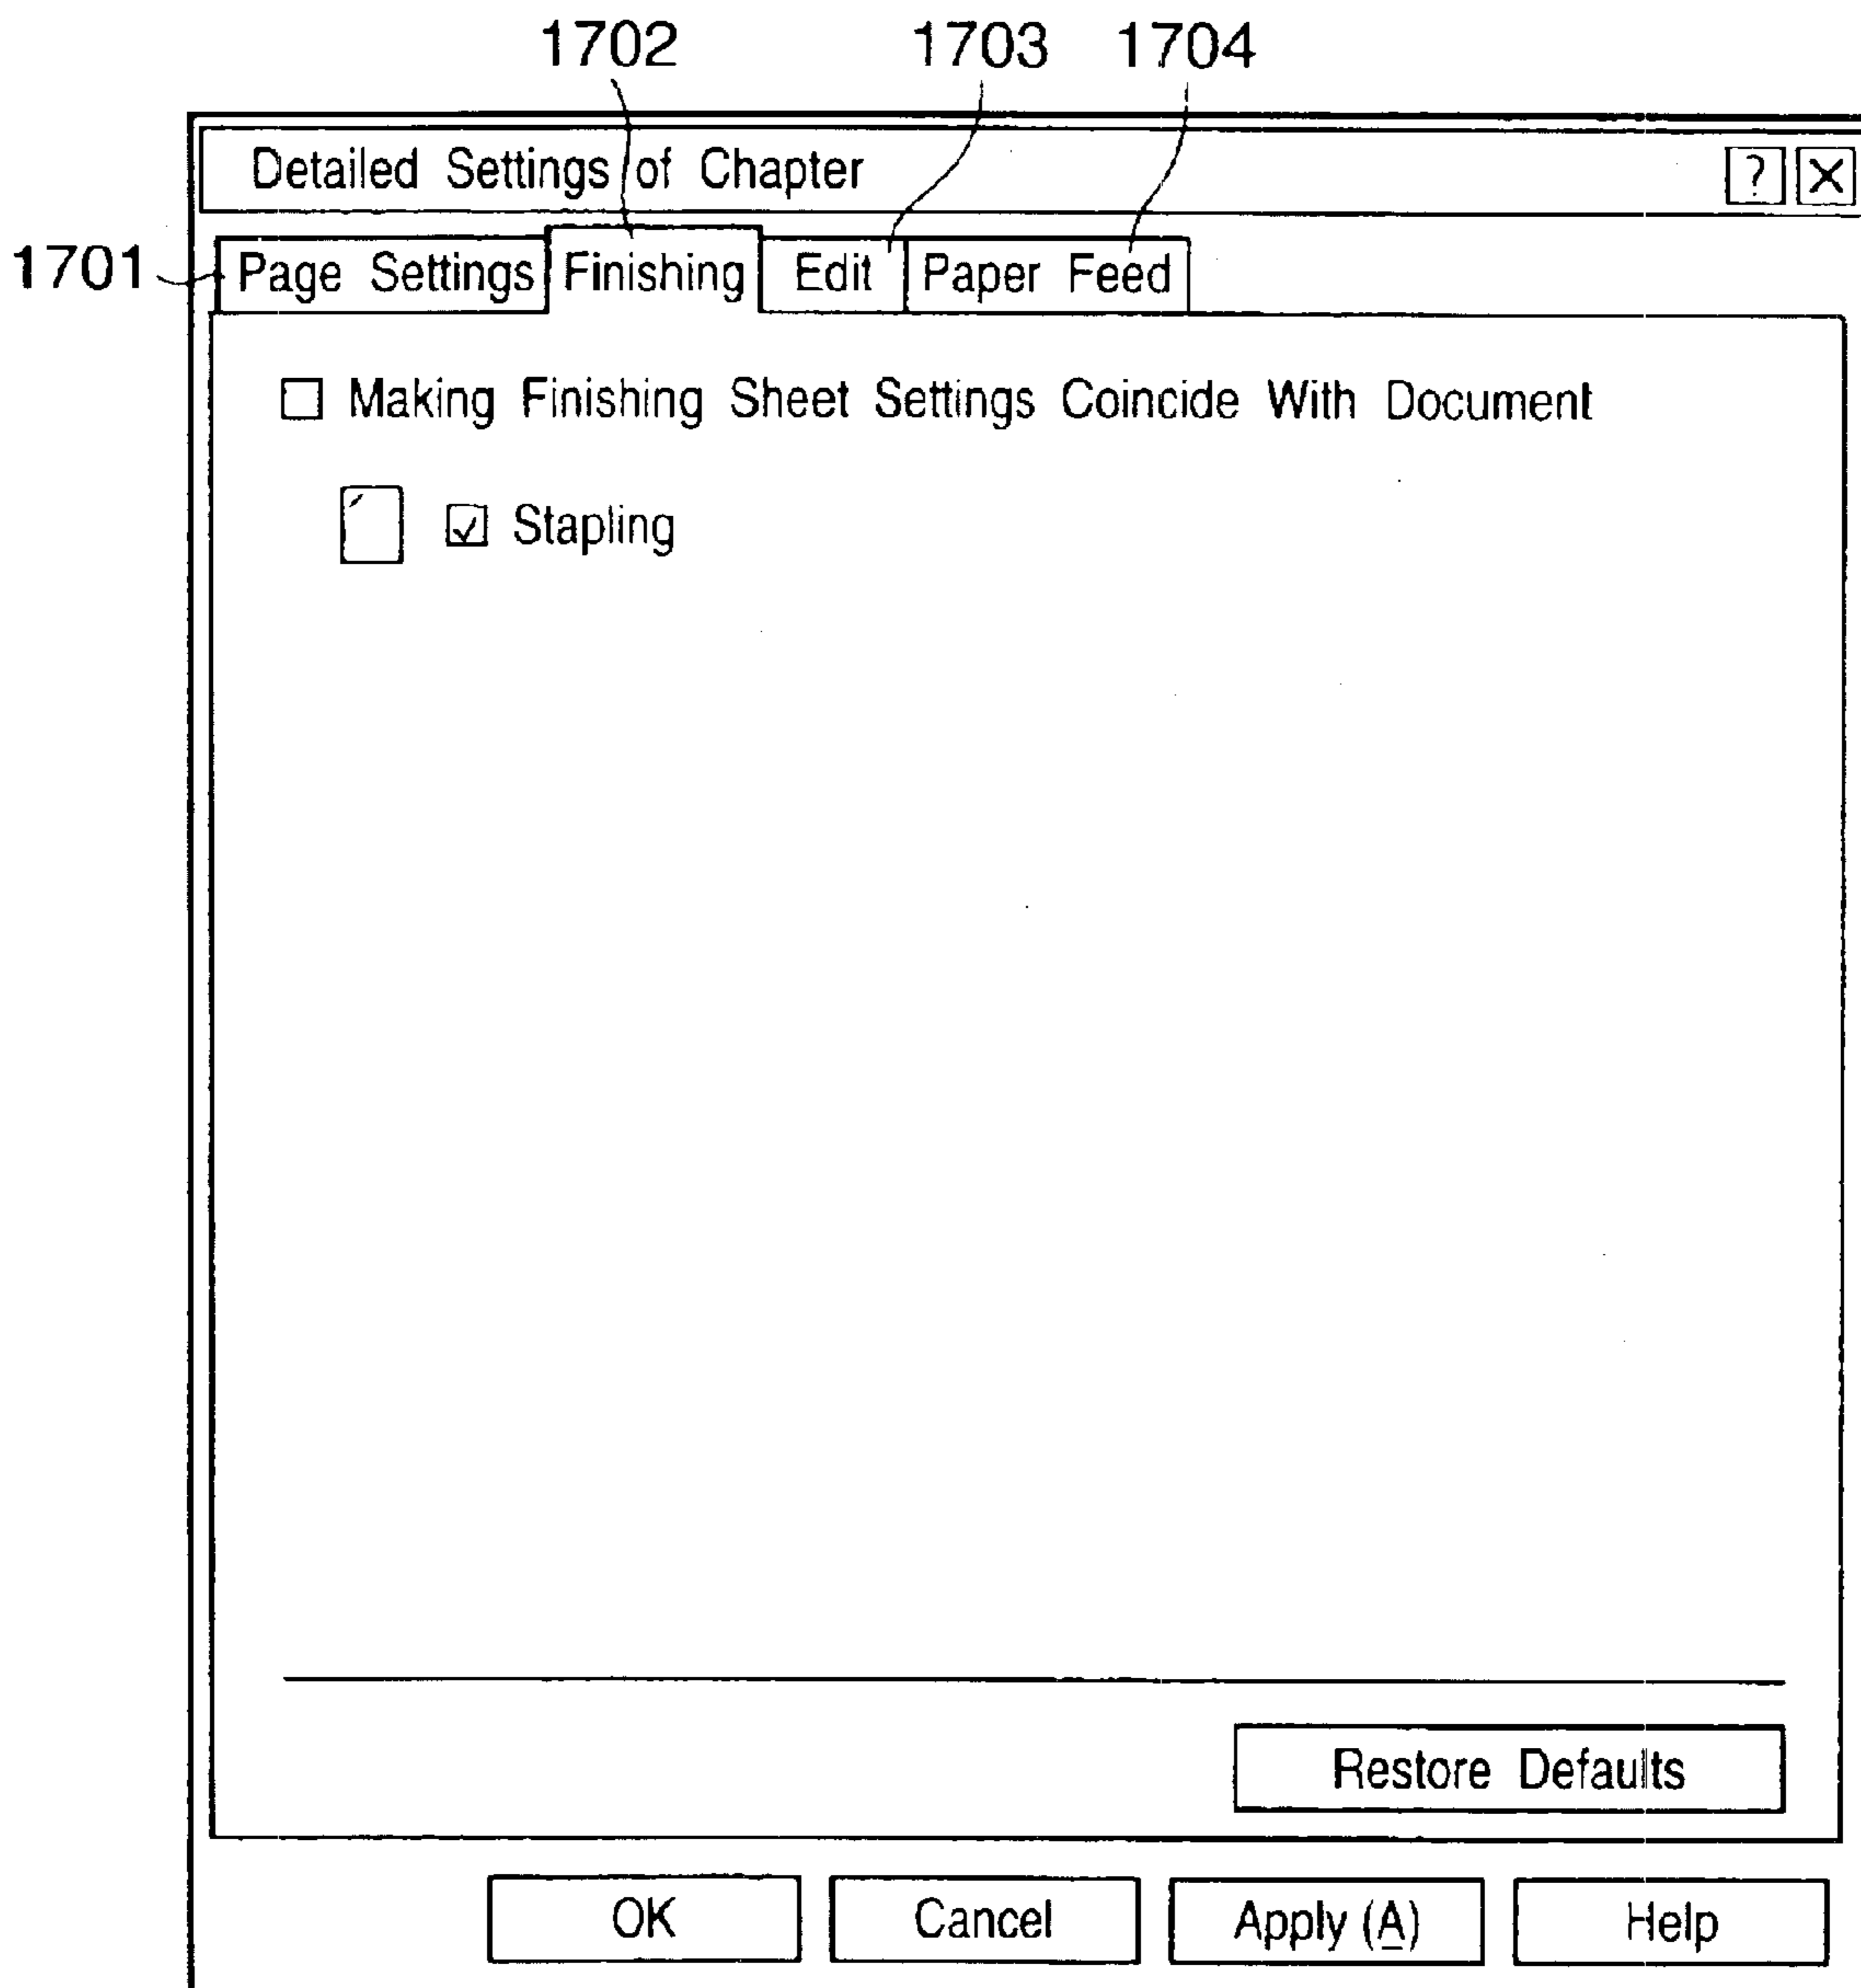 1702 1703 1704
Detailed Settings of Chapter ? X
1701 Page Settings Finishing Edit Paper Feed
Making Finishing Sheet Settings Coincide With Document
Stapling
Restore Defaults
OK Cancel Apply (A) Help